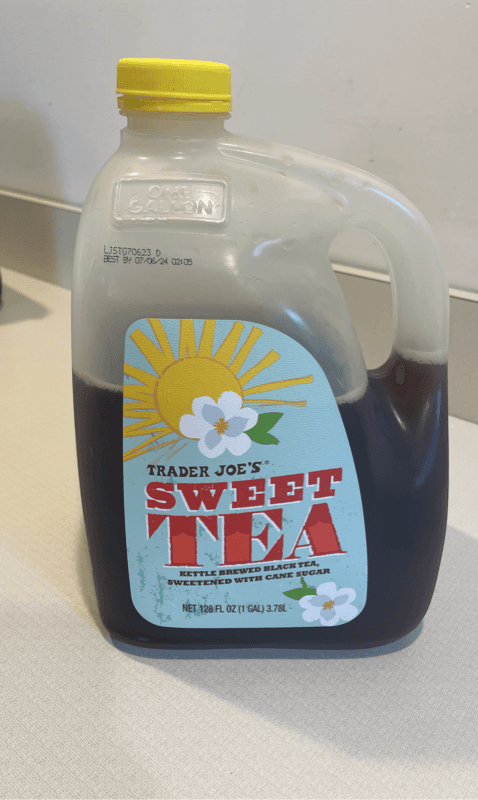 ONE
GALLON
LJST070623 D
BEST BY 07/06/24 02:05
TRADER JOE'S®
SWEET
TEA
KETTLE BREWED BLACK TEA,
SWEETENED WITH CANE SUGAR
NET 128 FL OZ (1 GAL) 3.78L